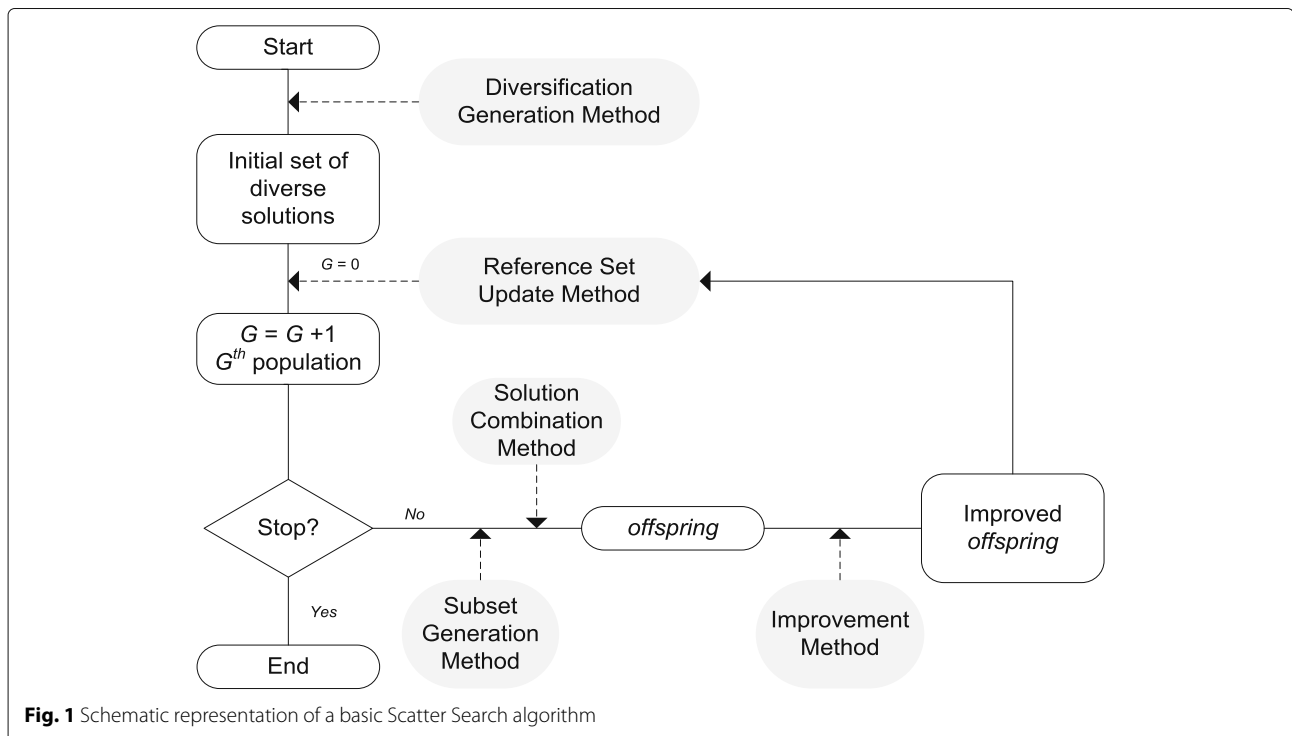 Start
Diversification
Generation Method
Initial set of
diverse
solutions
G = 0
Reference Set
Update Method
G = G +1
Gth population
Solution
Combination
Method
Stop?
No
offspring
Improved
offspring
Yes
Subset
Generation
Method
Improvement
Method
End
Fig. 1 Schematic representation of a basic Scatter Search algorithm